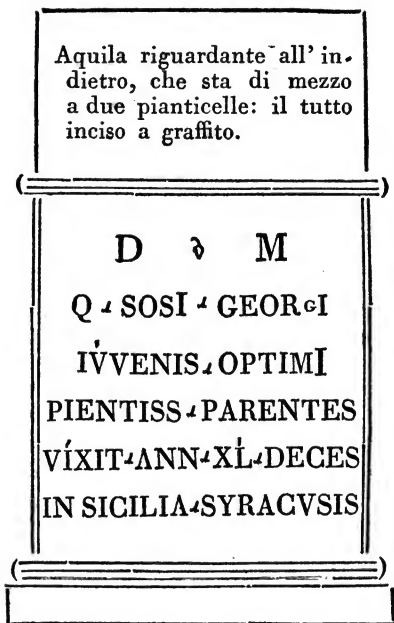 Aquila riguardante all' in-
dietro, che sta di mezzo
a due pianticelle: il tutto
inciso a graffito.
D M
Q SOSI GEORGI
IVVENIS OPTIMI
PIENTISS PARENTES
VÍXIT ANN XL DECES
IN SICILIA SYRACVSIS